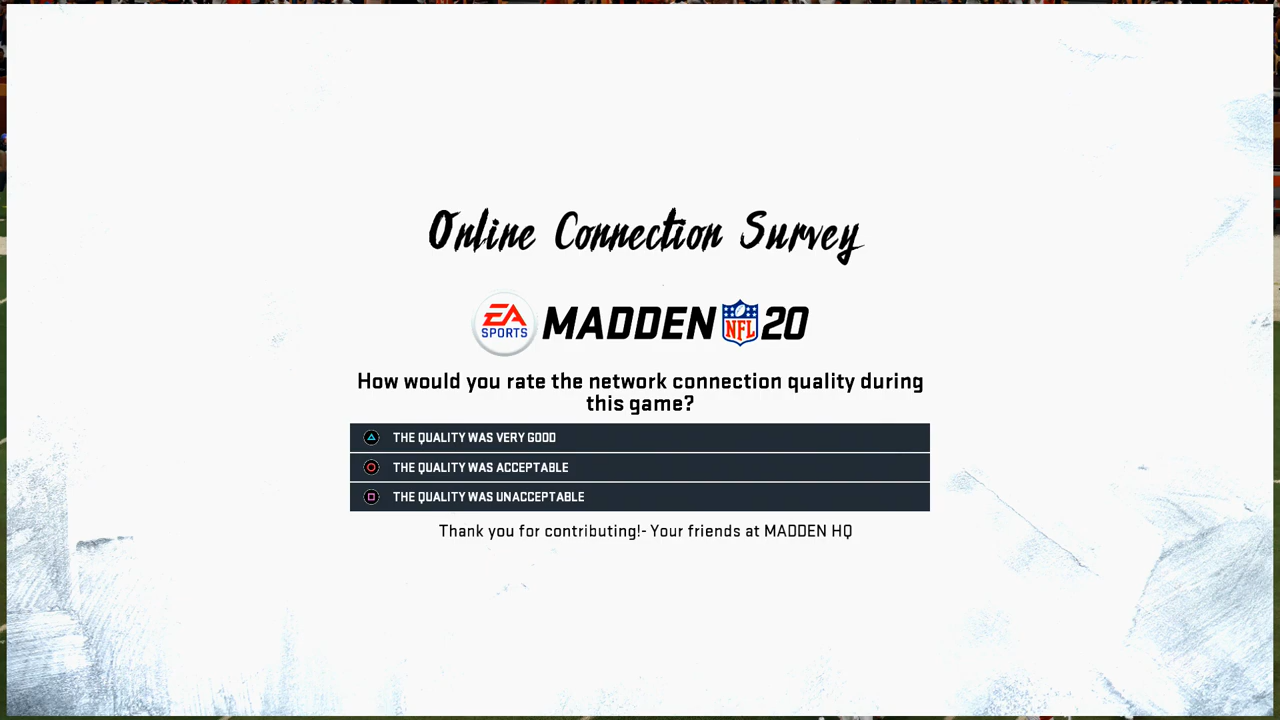 Online Connection Survey
EA SPORTS MADDEN NFL 20
How would you rate the network connection quality during
this game?
THE QUALITY WAS VERY GOOD
THE QUALITY WAS ACCEPTABLE
THE QUALITY WAS UNACCEPTABLE
Thank you for contributing!- Your friends at MADDEN HQ